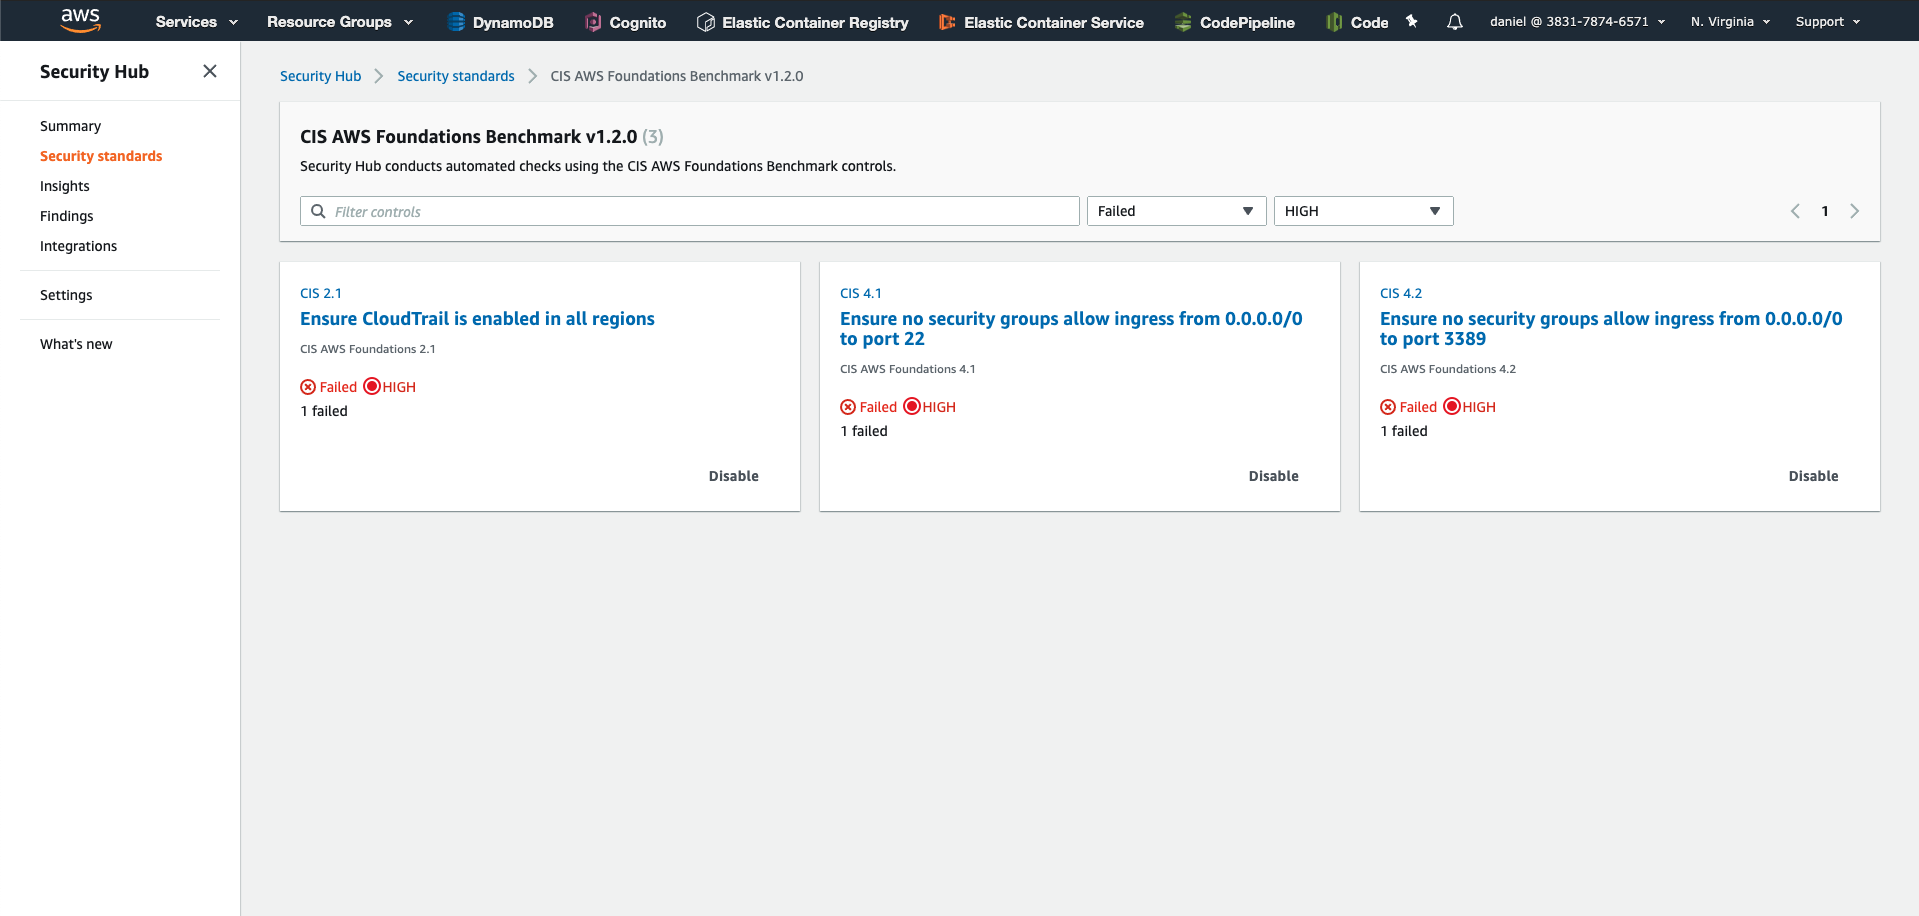 aws
Services
Resource Groups
DynamoDB
Cognito
Elastic Container Registry
Elastic Container Service
CodePipeline
Code
daniel @ 3831-7874-6571
N. Virginia
Support
Security Hub
Summary
Security standards
Insights
Findings
Integrations
Settings
What's new
Security Hub
Security standards
CIS AWS Foundations Benchmark v1.2.0
CIS AWS Foundations Benchmark v1.2.0 (3)
Security Hub conducts automated checks using the CIS AWS Foundations Benchmark controls.
Filter controls
Failed
HIGH
1
CIS 2.1
Ensure CloudTrail is enabled in all regions
CIS AWS Foundations 2.1
Failed HIGH
1 failed
Disable
CIS 4.1
Ensure no security groups allow ingress from 0.0.0.0/0
to port 22
CIS AWS Foundations 4.1
Failed HIGH
1 failed
Disable
CIS 4.2
Ensure no security groups allow ingress from 0.0.0.0/0
to port 3389
CIS AWS Foundations 4.2
Failed HIGH
1 failed
Disable